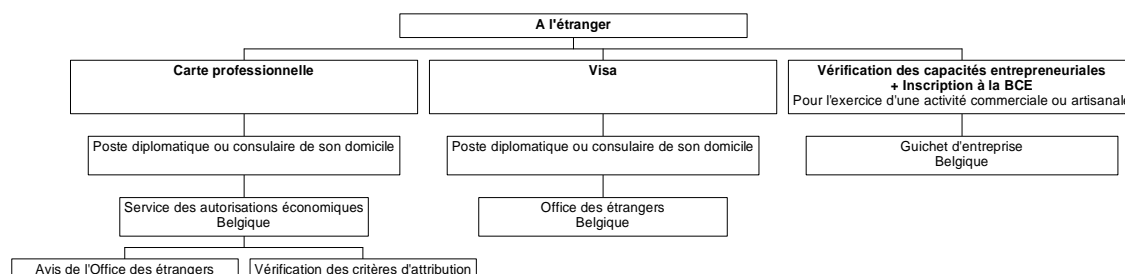 A l'étranger
Carte professionnelle
Visa
Vérification des capacités entrepreneuriales
+ Inscription à la BCE
Pour l'exercice d'une activité commerciale ou artisanale
Poste diplomatique ou consulaire de son domicile
Poste diplomatique ou consulaire de son domicile
Guichet d'entreprise
Belgique
Service des autorisations économiques
Belgique
Office des étrangers
Belgique
Avis de l'Office des étrangers
Vérification des critères d'attribution